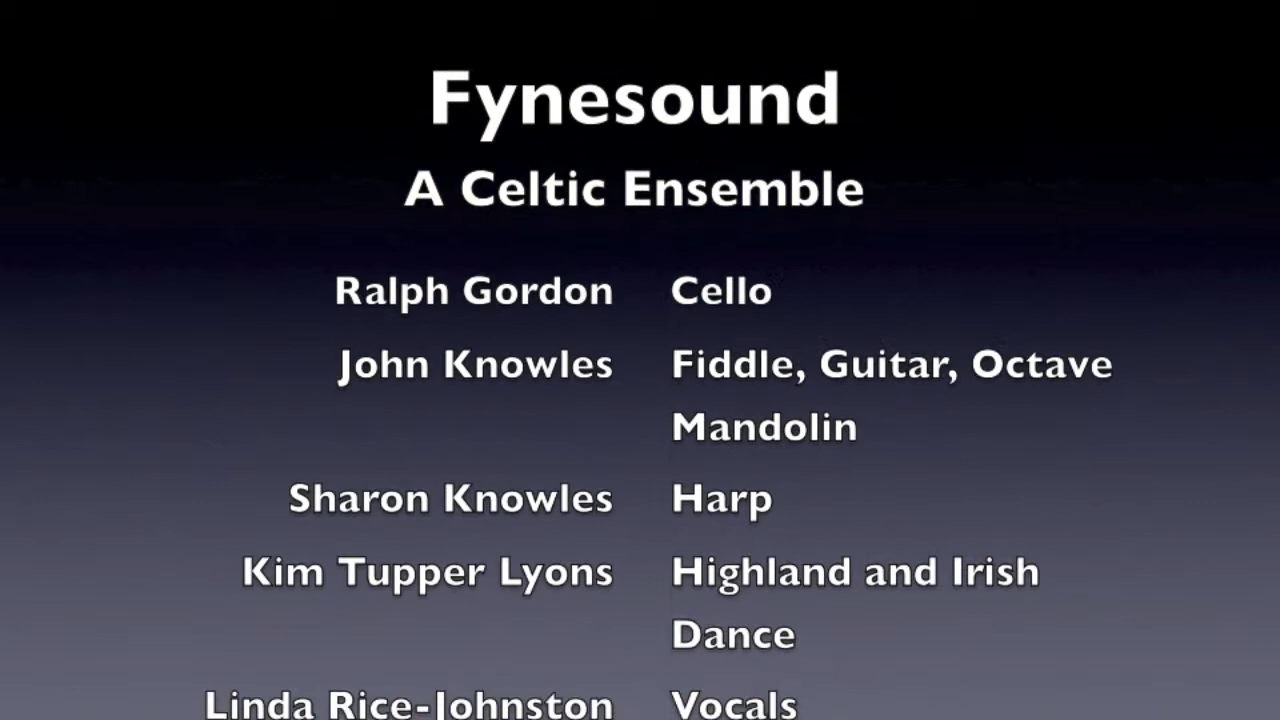 Fynesound
A Celtic Ensemble
Ralph Gordon Cello
John Knowles Fiddle, Guitar, Octave
Mandolin
Sharon Knowles Harp
Kim Tupper Lyons Highland and Irish
Dance
Linda Rice-Johnston Vocals